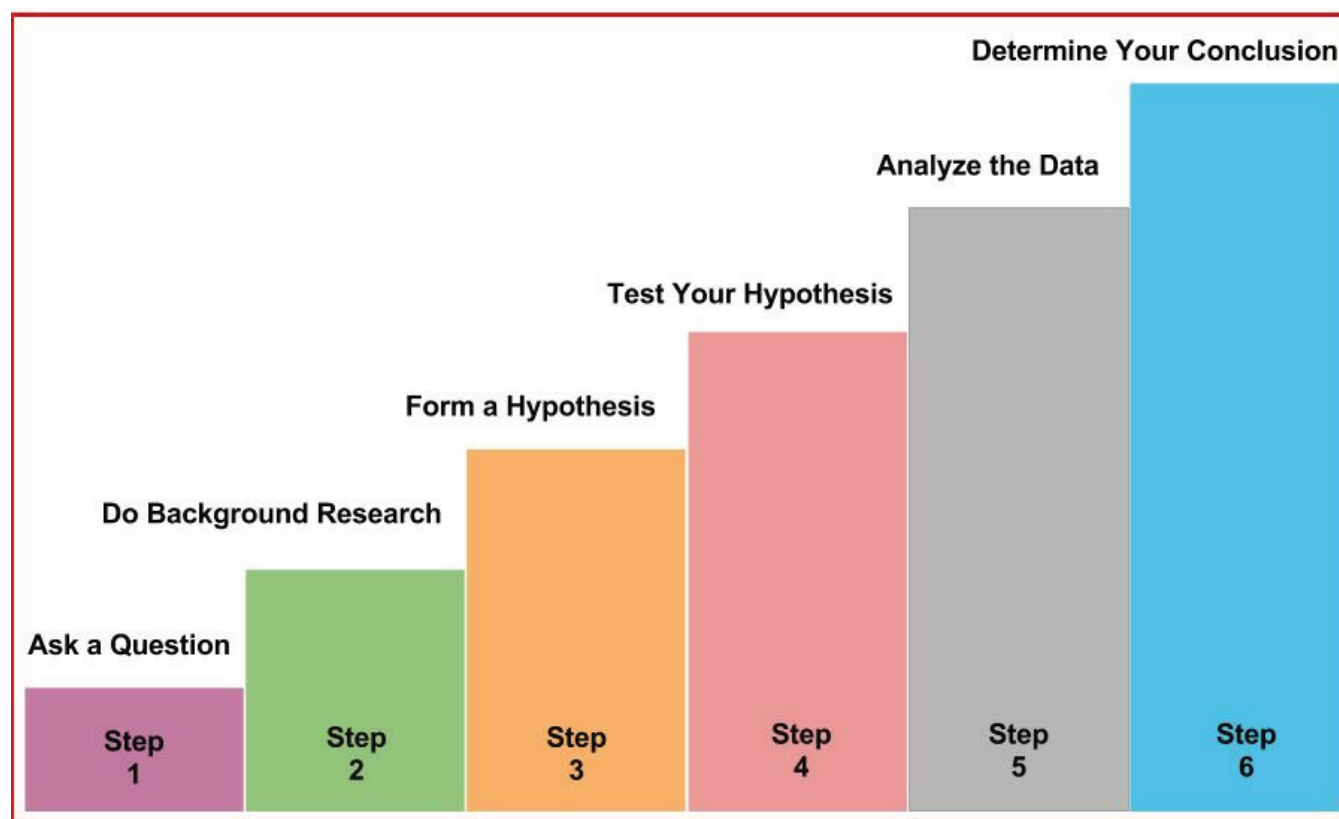 Determine Your Conclusion
Analyze the Data
Test Your Hypothesis
Form a Hypothesis
Do Background Research
Ask a Question
Step
1
Step
2
Step
3
Step
4
Step
5
Step
6